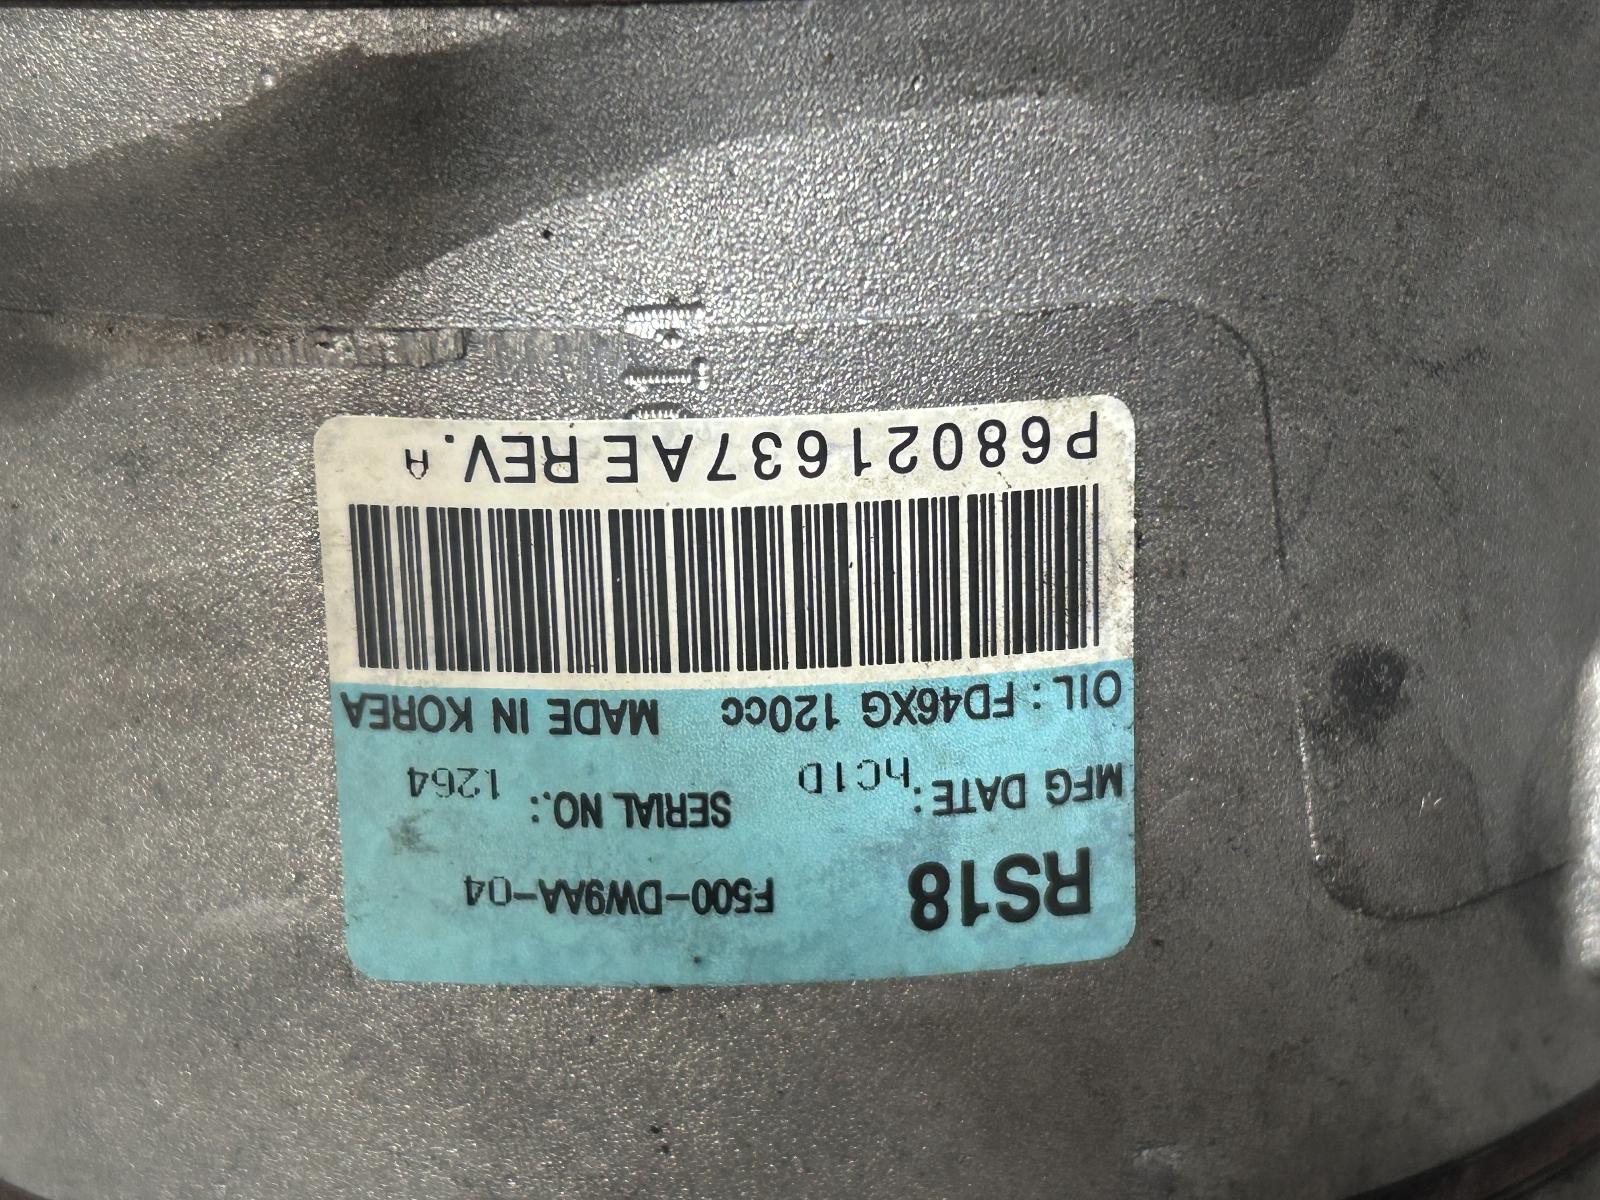 RS18 F500-DW9AA-04
MFG DATE: hC1D SERIAL NO.: 1264
OIL: FD46XG 120cc MADE IN KOREA
P68021637AE REV. A